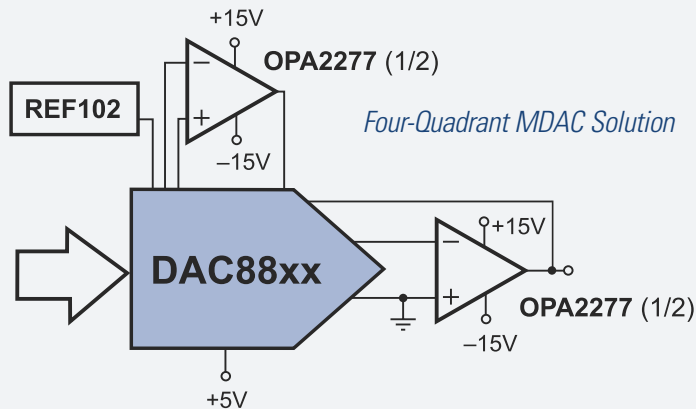 +15V
OPA2277 (1/2)
REF102
Four-Quadrant MDAC Solution
–15V
+15V
DAC88xx
OPA2277 (1/2)
–15V
+5V